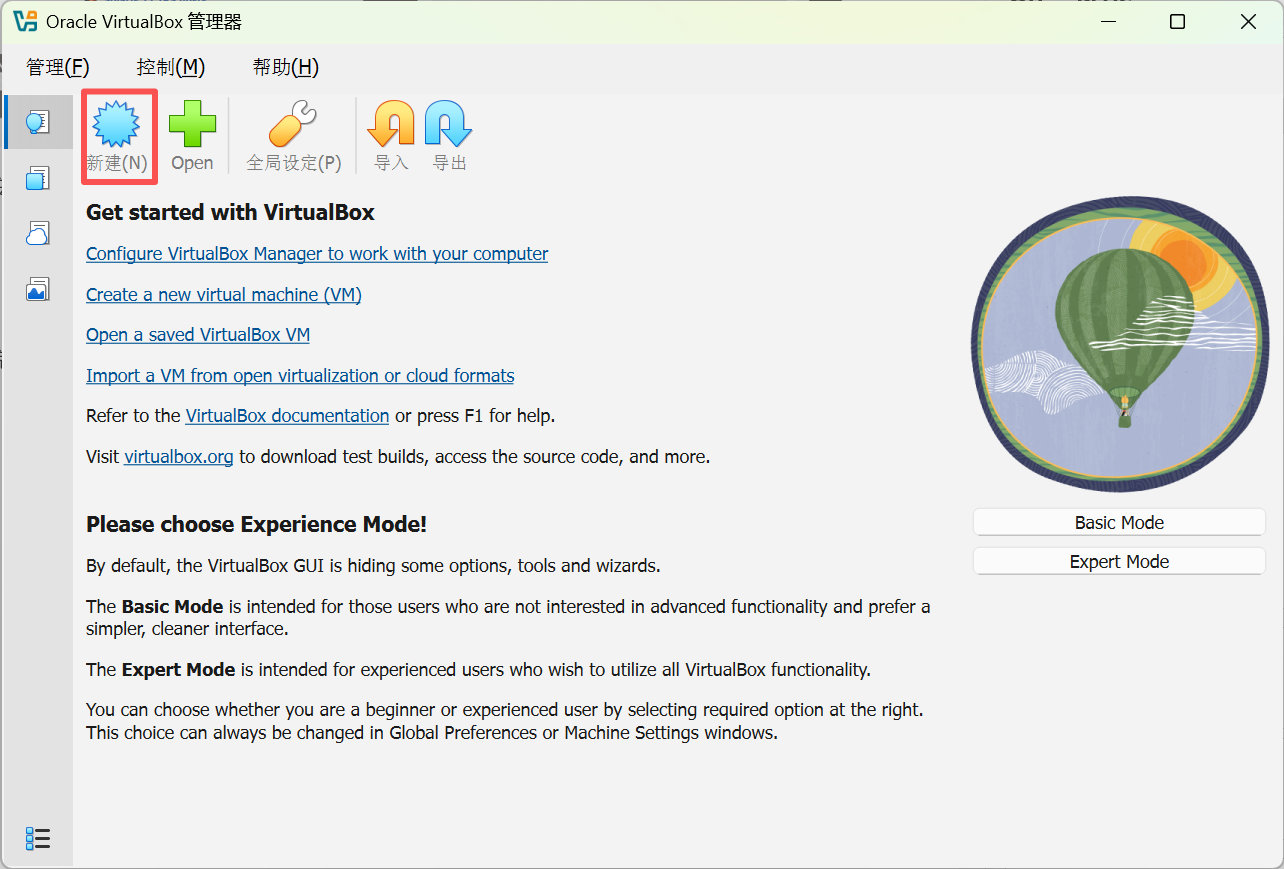 Oracle VirtualBox 管理器
管理(F) 控制(M) 帮助(H)
新建(N) Open 全局设定(P) 导入 导出
Get started with VirtualBox
Configure VirtualBox Manager to work with your computer
Create a new virtual machine (VM)
Open a saved VirtualBox VM
Import a VM from open virtualization or cloud formats
Refer to the VirtualBox documentation or press F1 for help.
Visit virtualbox.org to download test builds, access the source code, and more.
Please choose Experience Mode!
Basic Mode
Expert Mode
By default, the VirtualBox GUI is hiding some options, tools and wizards.
The Basic Mode is intended for those users who are not interested in advanced functionality and prefer a
simpler, cleaner interface.
The Expert Mode is intended for experienced users who wish to utilize all VirtualBox functionality.
You can choose whether you are a beginner or experienced user by selecting required option at the right.
This choice can always be changed in Global Preferences or Machine Settings windows.